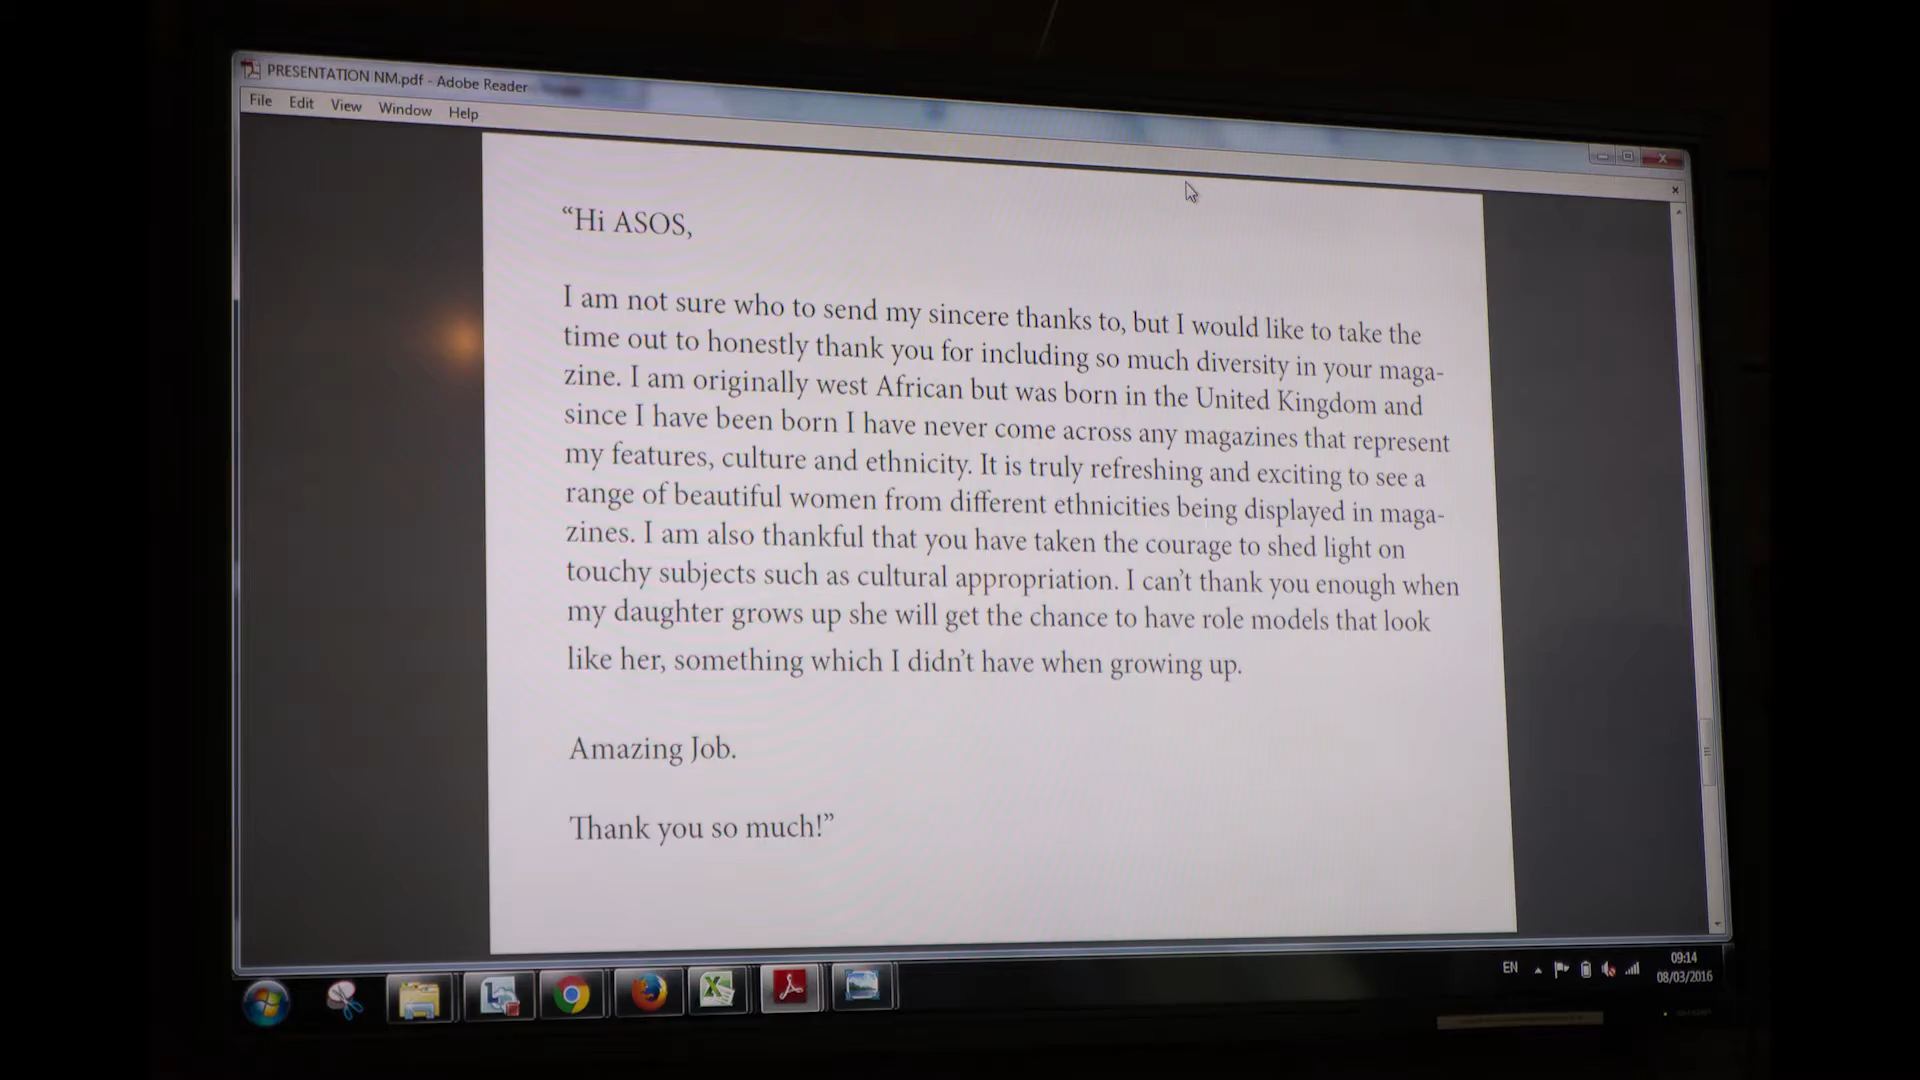 PRESENTATION NM.pdf - Adobe Reader
File Edit View Window Help
“Hi ASOS,
I am not sure who to send my sincere thanks to, but I would like to take the
time out to honestly thank you for including so much diversity in your maga-
zine. I am originally west African but was born in the United Kingdom and
since I have been born I have never come across any magazines that represent
my features, culture and ethnicity. It is truly refreshing and exciting to see a
range of beautiful women from different ethnicities being displayed in maga-
zines. I am also thankful that you have taken the courage to shed light on
touchy subjects such as cultural appropriation. I can’t thank you enough when
my daughter grows up she will get the chance to have role models that look
like her, something which I didn’t have when growing up.
Amazing Job.
Thank you so much!”
EN
09:14
08/03/2016